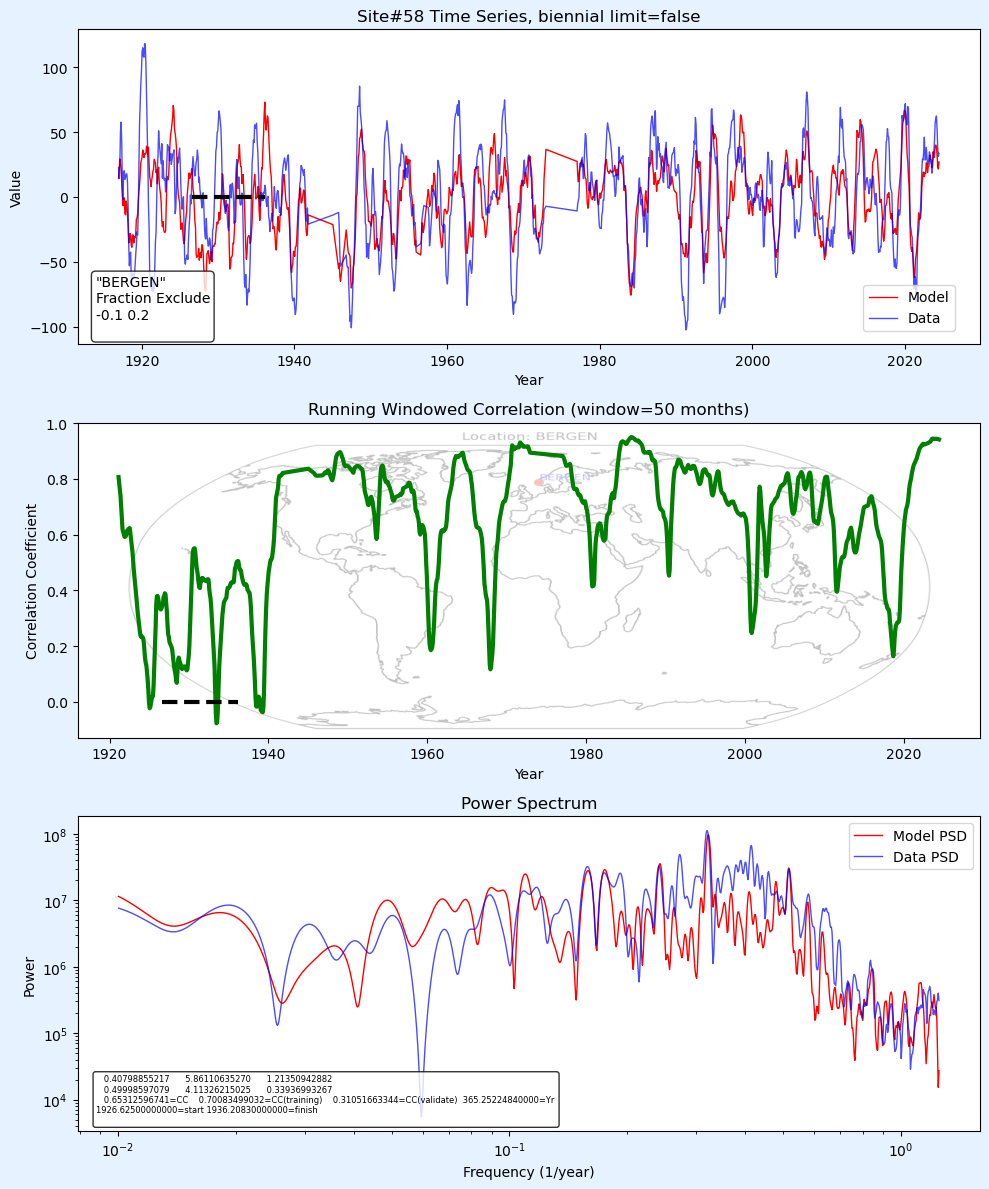 Site#58 Time Series, biennial limit=false
100
50
0
−50
−100
Value
"BERGEN"
Fraction Exclude
-0.1 0.2
Model
Data
1920 1940 1960 1980 2000 2020
Year
Running Windowed Correlation (window=50 months)
Location: BERGEN
BERGEN
1.0
0.8
0.6
0.4
0.2
0.0
Correlation Coefficient
1920 1940 1960 1980 2000 2020
Year
Power Spectrum
Model PSD
Data PSD
10⁸
10⁷
10⁶
10⁵
10⁴
Power
0.40798855217 5.86110635270 1.21350942882
0.49998597079 4.11326215025 0.33936993267
0.65312596741=CC 0.70083499032=CC(training) 0.31051663344=CC(validate) 365.25224840000=Yr
1926.62500000000=start 1936.20830000000=finish
10⁻² 10⁻¹ 10⁰
Frequency (1/year)